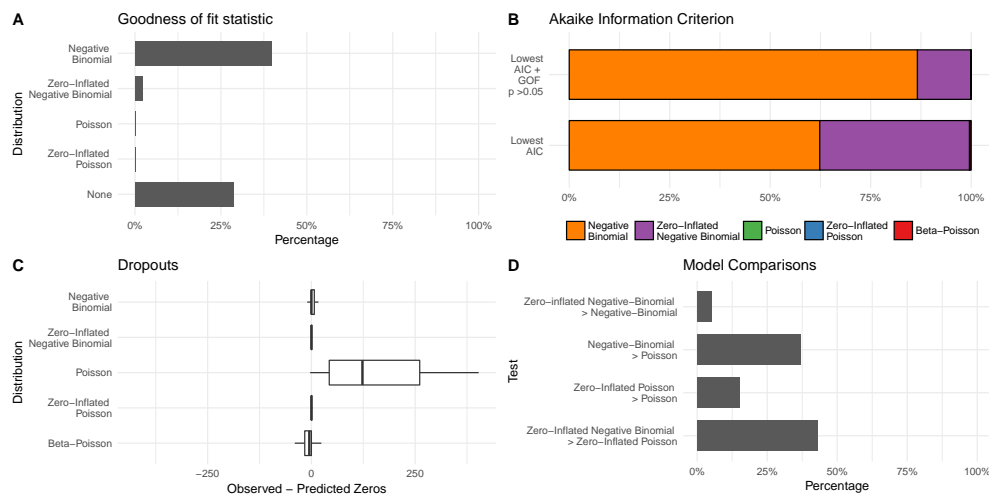 A
Goodness of fit statistic
Distribution
Negative
Binomial
Zero−Inflated
Negative Binomial
Poisson
Zero−Inflated
Poisson
None
0%
25%
50%
75%
100%
Percentage
B
Akaike Information Criterion
Lowest
AIC +
GOF
p >0.05
Lowest
AIC
0%
25%
50%
75%
100%
Negative
Binomial
Zero−Inflated
Negative Binomial
Poisson
Zero−Inflated
Poisson
Beta−Poisson
C
Dropouts
Distribution
Negative
Binomial
Zero−Inflated
Negative Binomial
Poisson
Zero−Inflated
Poisson
Beta−Poisson
−250
0
250
Observed − Predicted Zeros
D
Model Comparisons
Test
Zero−inflated Negative−Binomial
> Negative−Binomial
Negative−Binomial
> Poisson
Zero−Inflated Poisson
> Poisson
Zero−Inflated Negative Binomial
> Zero−Inflated Poisson
0%
25%
50%
75%
100%
Percentage